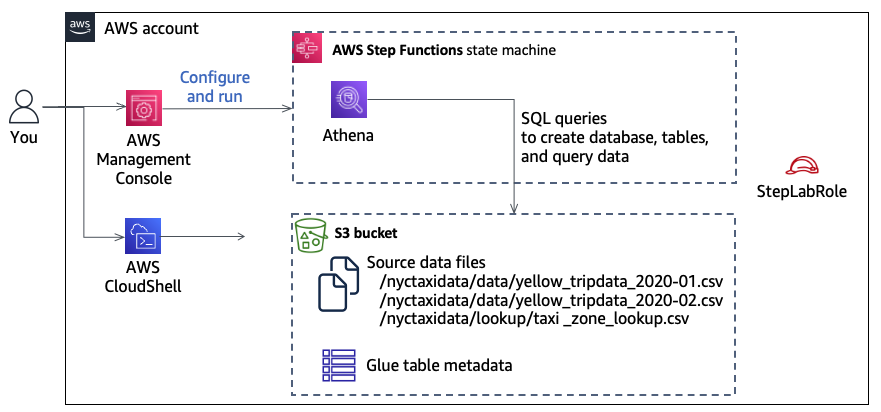 aws
AWS account
AWS Step Functions state machine
Configure
and run
Athena
SQL queries
to create database, tables,
and query data
You
AWS
Management
Console
StepLabRole
AWS
CloudShell
S3 bucket
Source data files
/nyctaxidata/data/yellow_tripdata_2020-01.csv
/nyctaxidata/data/yellow_tripdata_2020-02.csv
/nyctaxidata/lookup/taxi _zone_lookup.csv
Glue table metadata